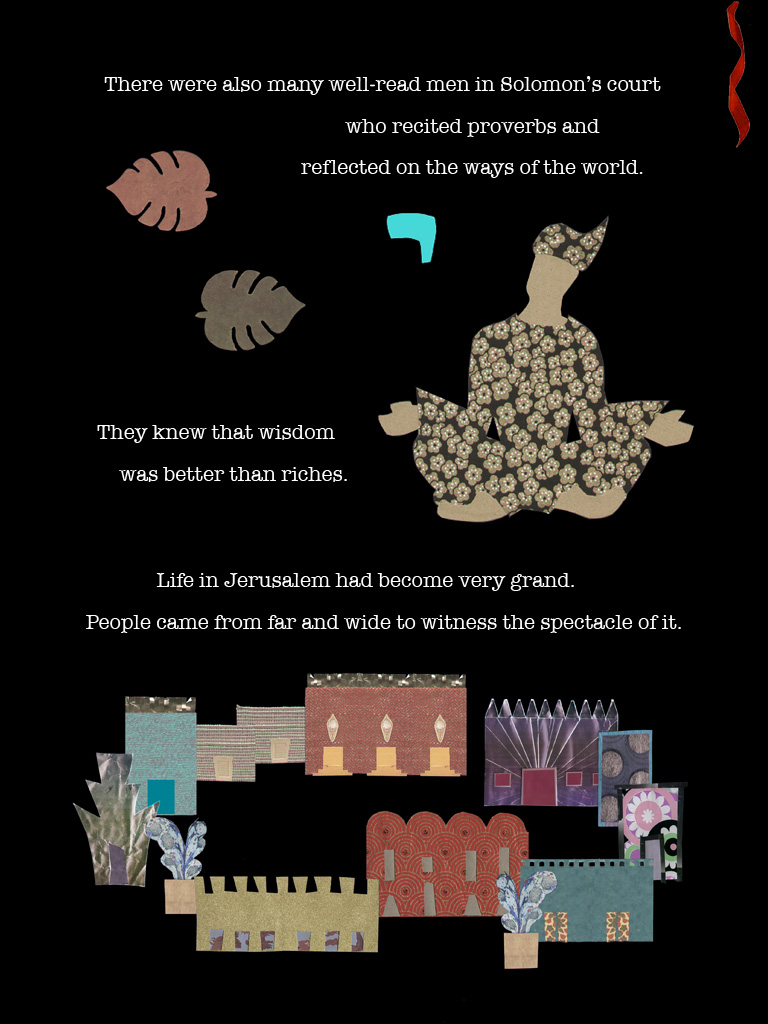 There were also many well-read men in Solomon’s court
who recited proverbs and
reflected on the ways of the world.
They knew that wisdom
was better than riches.
Life in Jerusalem had become very grand.
People came from far and wide to witness the spectacle of it.